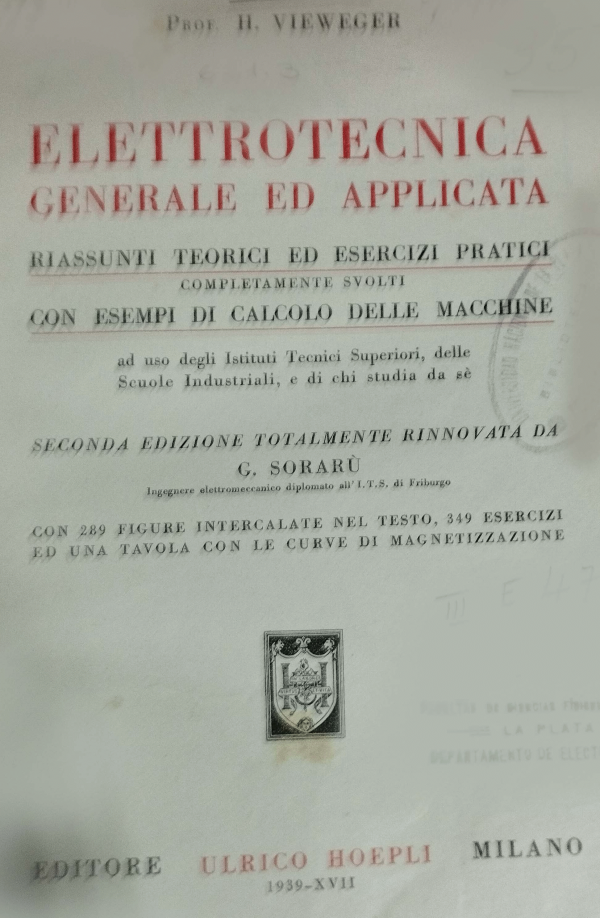 Prof. H. VIEWEGER
ELETTROTECNICA
GENERALE ED APPLICATA
RIASSUNTI TEORICI ED ESERCIZI PRATICI
COMPLETAMENTE SVOLTI
CON ESEMPI DI CALCOLO DELLE MACCHINE
ad uso degli Istituti Tecnici Superiori, delle
Scuole Industriali, e di chi studia da sè
SECONDA EDIZIONE TOTALMENTE RINNOVATA DA
G. SORARÙ
Ingegnere elettromeccanico diplomato all' I.T.S. di Friburgo
CON 289 FIGURE INTERCALATE NEL TESTO, 349 ESERCIZI
ED UNA TAVOLA CON LE CURVE DI MAGNETIZZAZIONE
III E 47
LA PLATA
DEPARTAMENTO DE
EDITORE ULRICO HOEPLI MILANO
1939-XVII